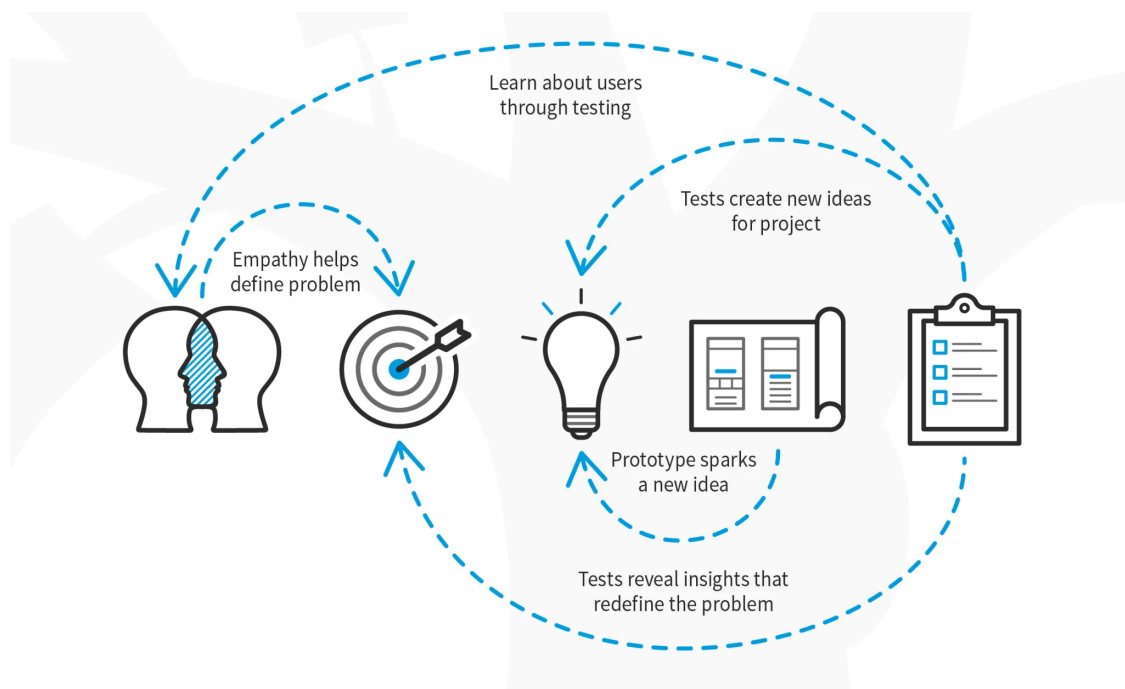 Learn about users
through testing
Tests create new ideas
for project
Empathy helps
define problem
Prototype sparks
a new idea
Tests reveal insights that
redefine the problem